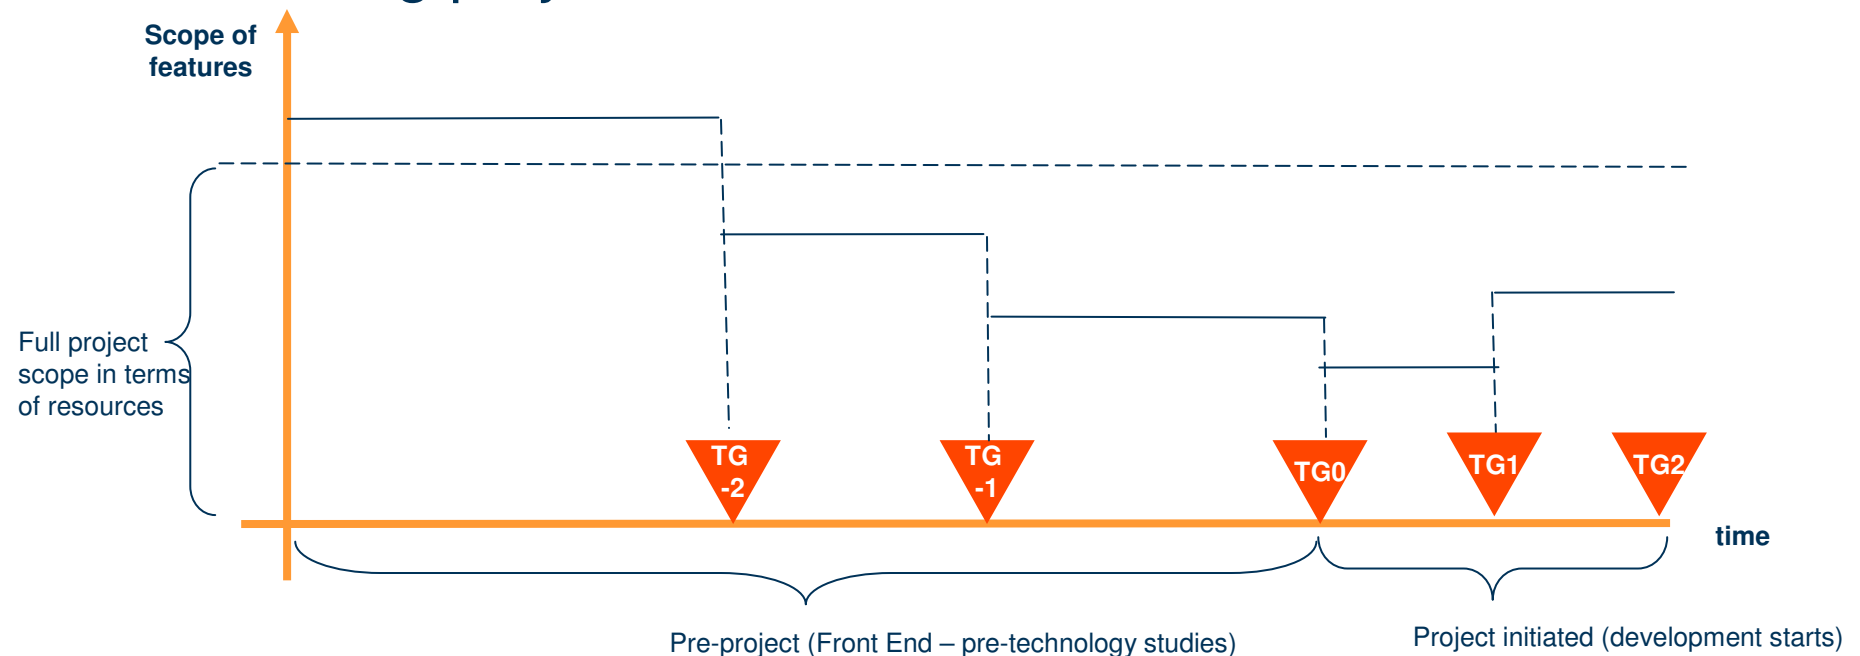 Scope of
features
Full project
scope in terms
of resources
TG
-2
TG
-1
TG0
TG1
TG2
time
Pre-project (Front End – pre-technology studies)
Project initiated (development starts)